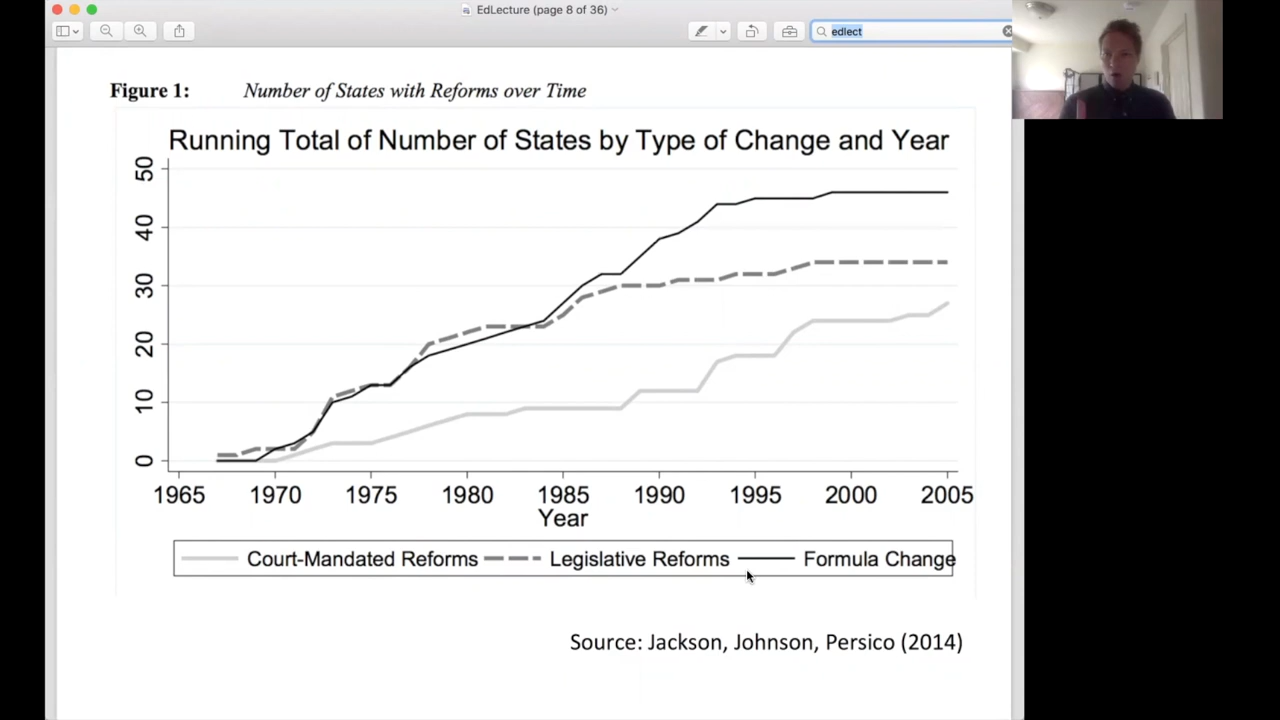 EdLecture (page 8 of 36)
edlect
Figure 1: Number of States with Reforms over Time
Running Total of Number of States by Type of Change and Year
50
40
30
20
10
0
1965 1970 1975 1980 1985 1990 1995 2000 2005
Year
Court-Mandated Reforms Legislative Reforms Formula Change
Source: Jackson, Johnson, Persico (2014)